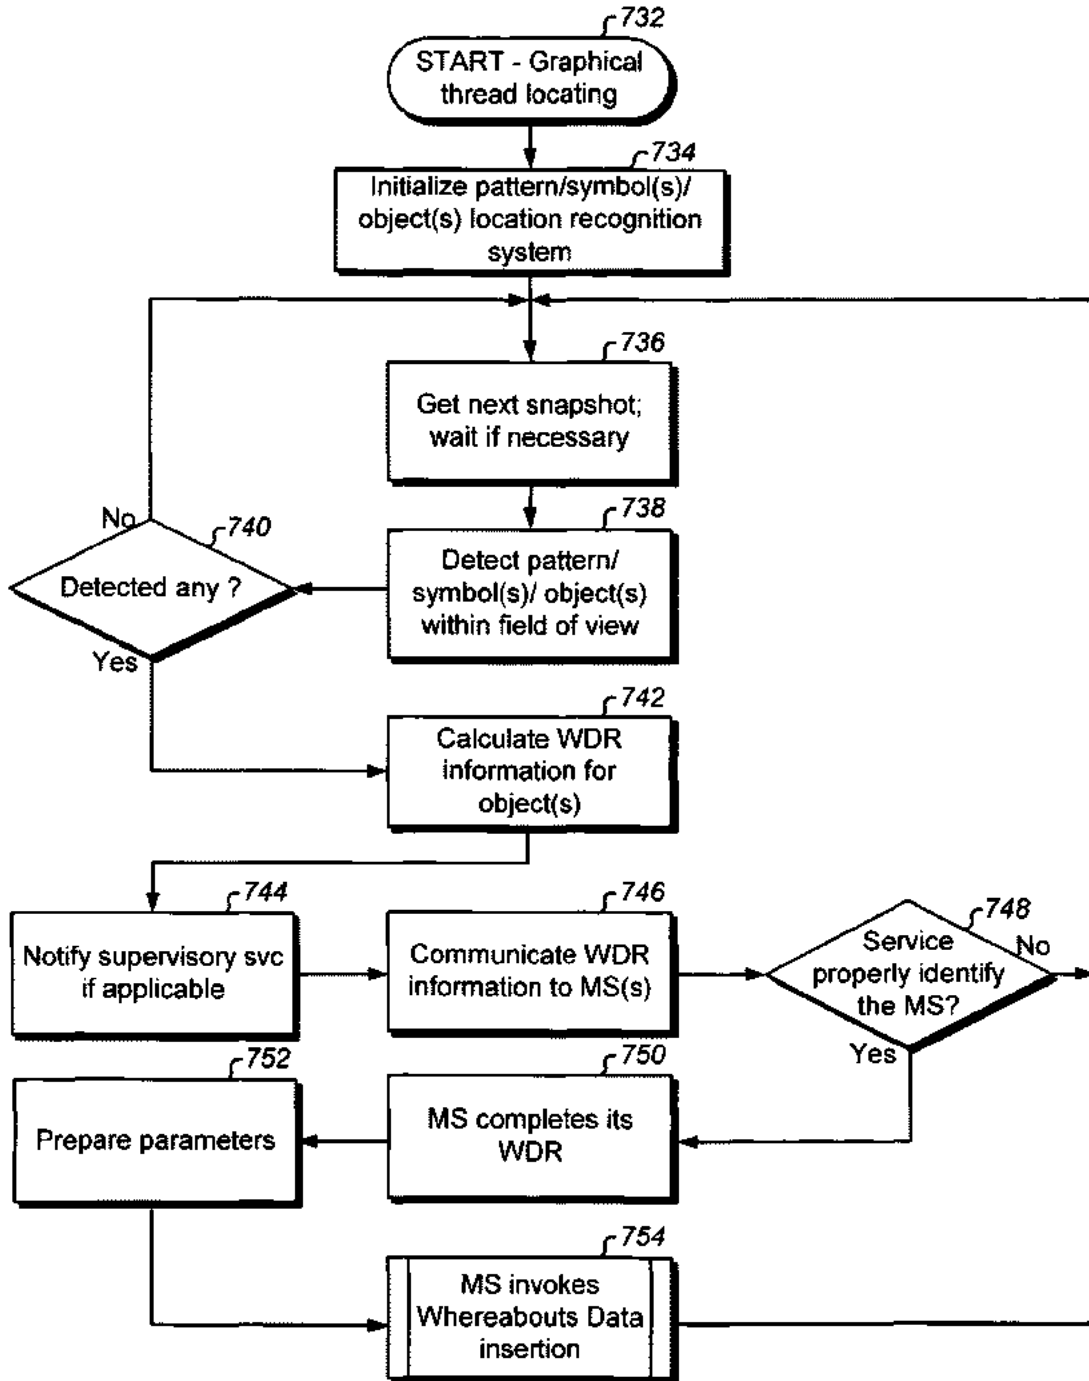 732
START - Graphical
thread locating
734
Initialize pattern/symbol(s)/
object(s) location recognition
system
736
Get next snapshot;
wait if necessary
738
Detect pattern/
symbol(s)/ object(s)
within field of view
No
740
Detected any ?
Yes
742
Calculate WDR
information for
object(s)
744
Notify supervisory svc
if applicable
746
Communicate WDR
information to MS(s)
748
Service
properly identify
the MS?
No
Yes
750
MS completes its
WDR
752
Prepare parameters
754
MS invokes
Whereabouts Data
insertion